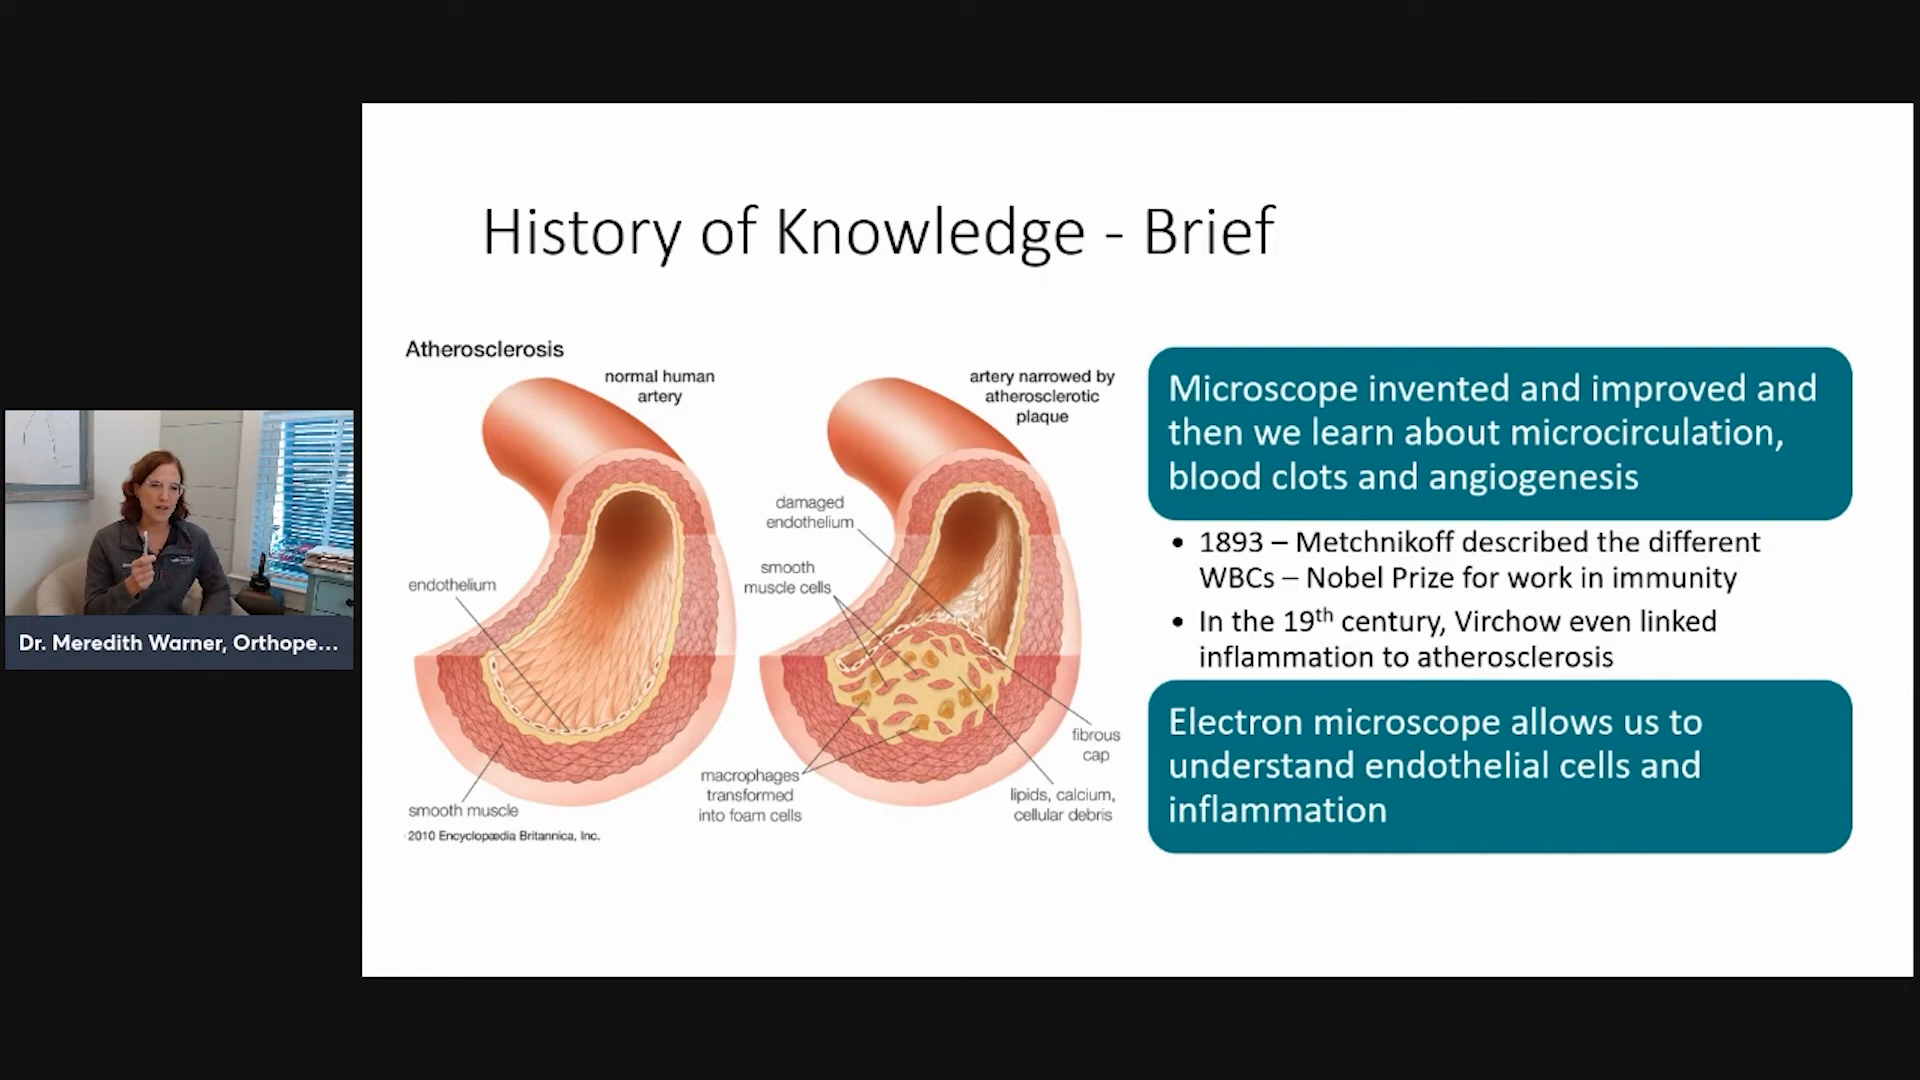 History of Knowledge - Brief
Atherosclerosis
normal human
artery
artery narrowed by
atherosclerotic
plaque
damaged
endothelium
smooth
muscle cells
endothelium
fibrous
cap
macrophages
transformed
into foam cells
lipids, calcium,
cellular debris
smooth muscle
2010 Encyclopædia Britannica, Inc.
Microscope invented and improved and
then we learn about microcirculation,
blood clots and angiogenesis
• 1893 – Metchnikoff described the different
WBCs – Nobel Prize for work in immunity
• In the 19th century, Virchow even linked
inflammation to atherosclerosis
Electron microscope allows us to
understand endothelial cells and
inflammation
Dr. Meredith Warner, Orthope...